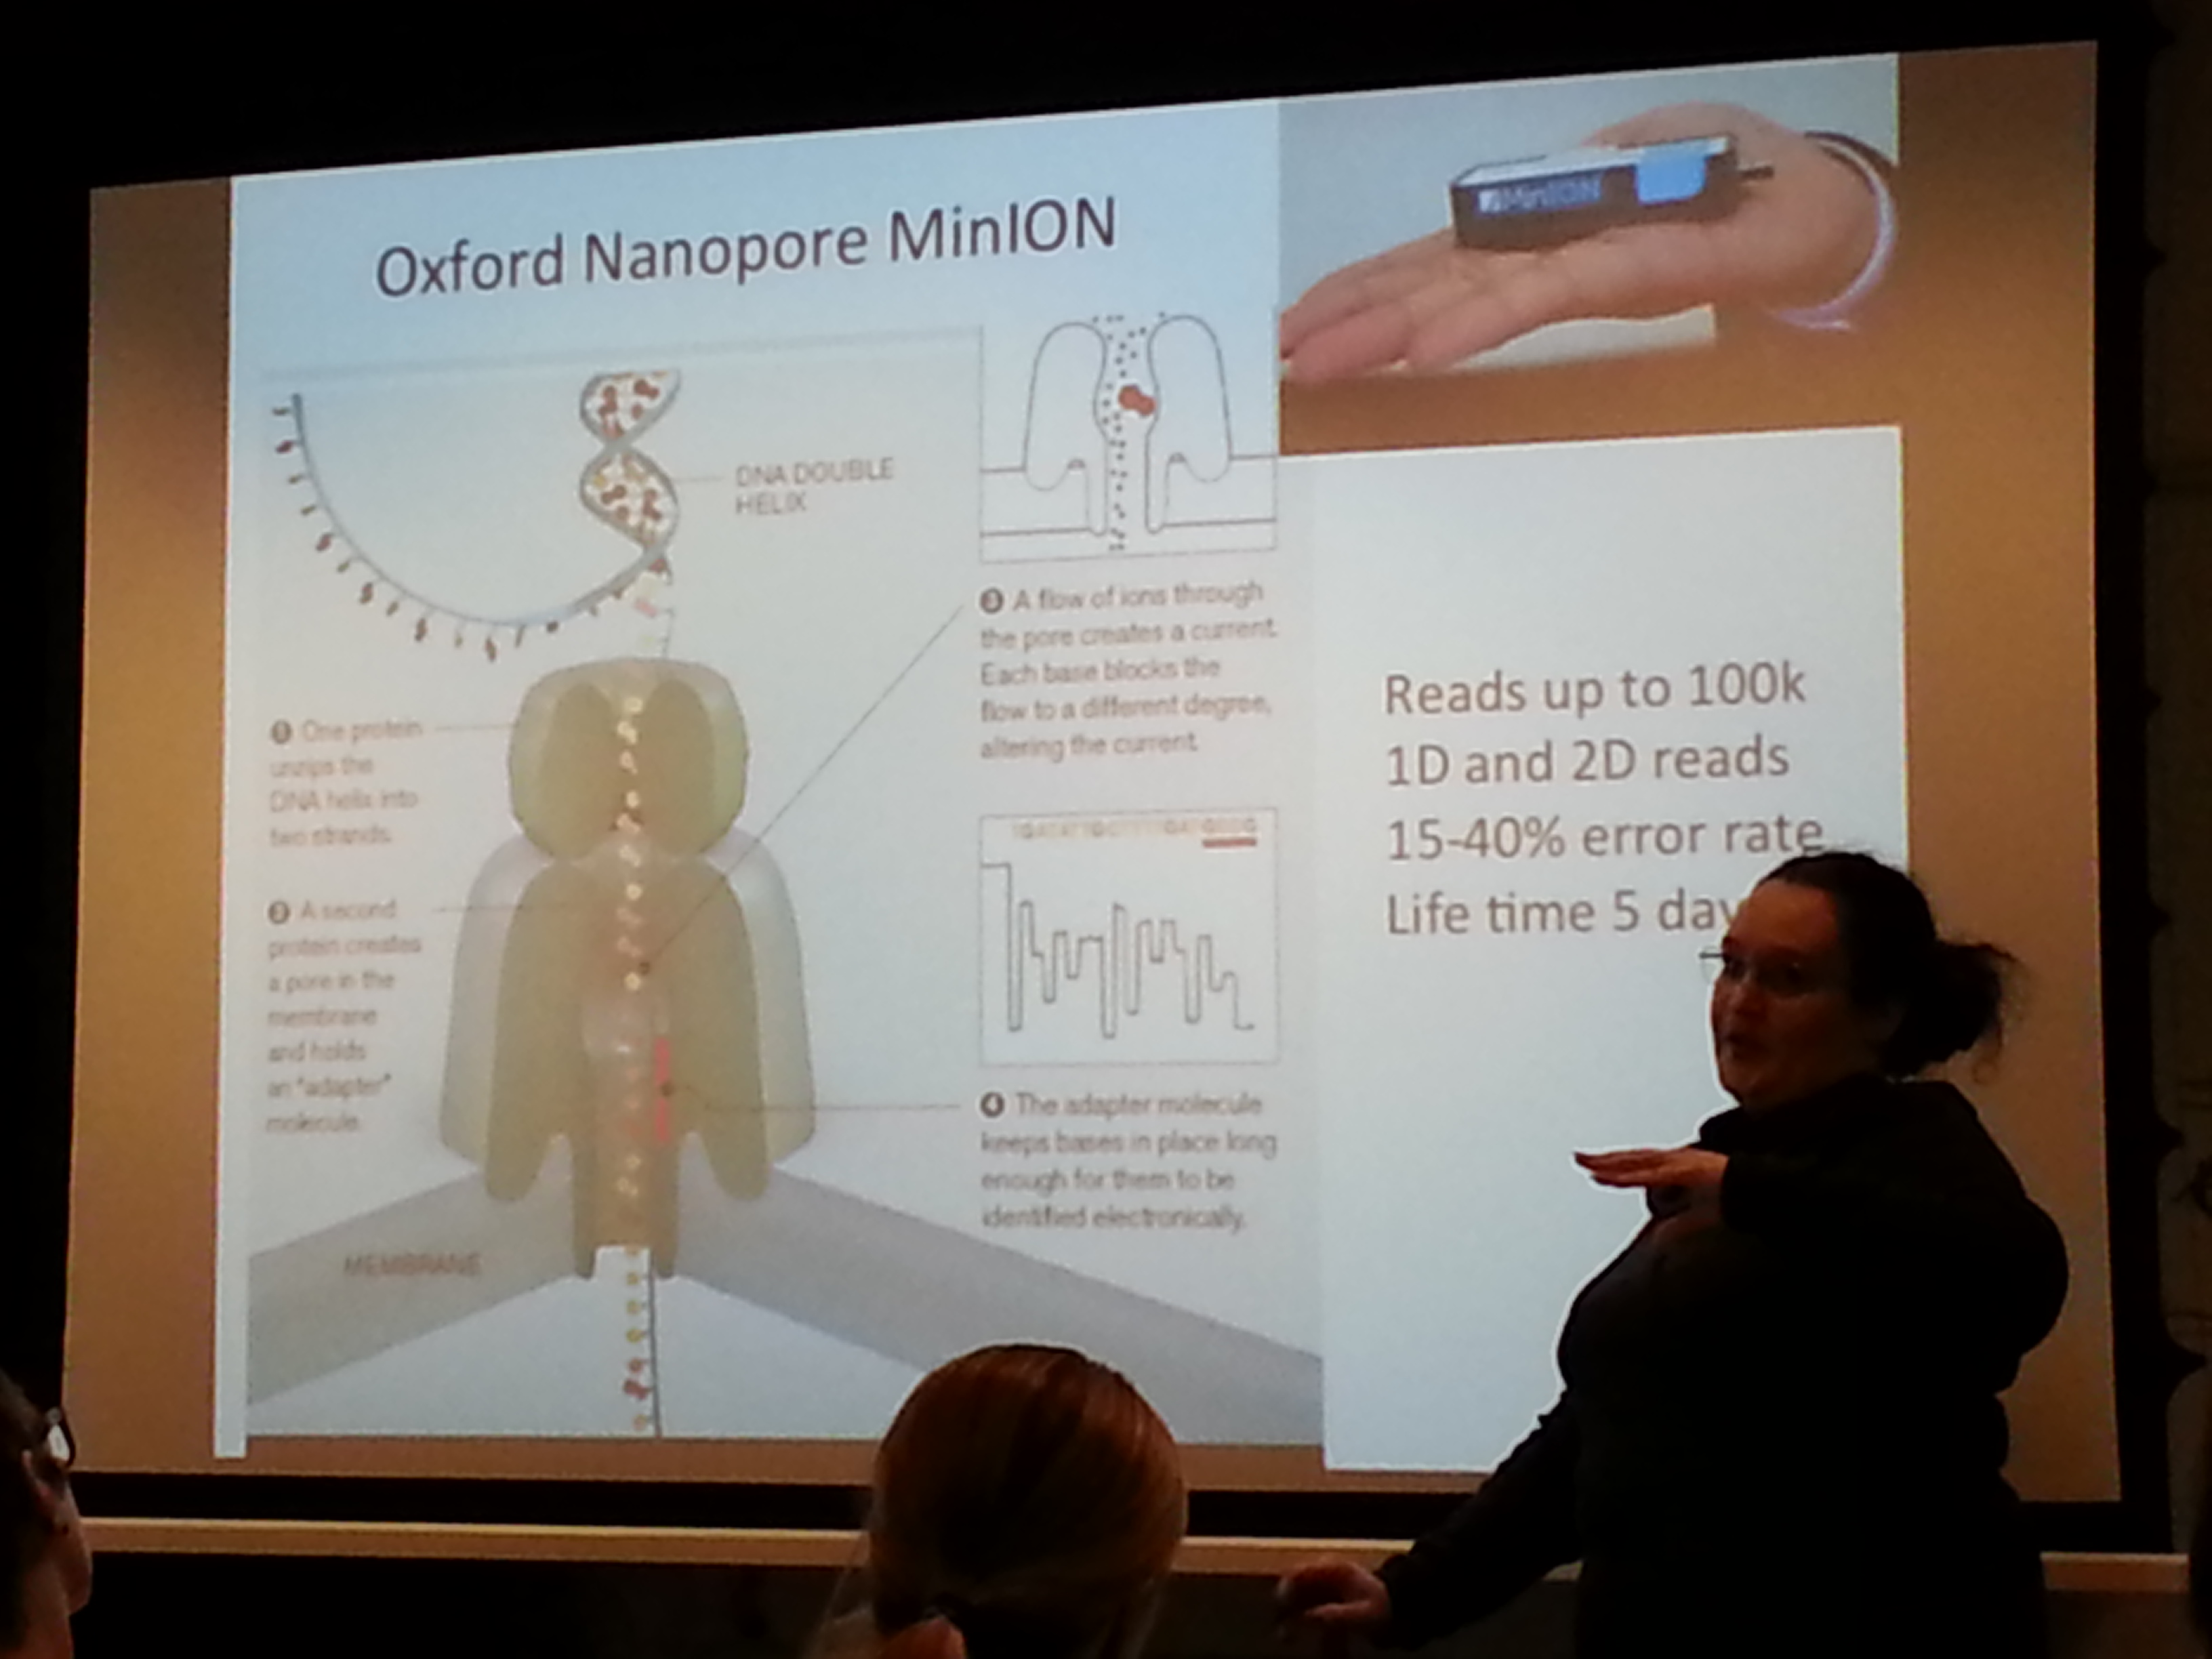 Oxford Nanopore MinION
MinION
DNA DOUBLE
HELIX
1 One protein
unzips the
DNA helix into
two strands.
2 A second
protein creates
a pore in the
membrane
and holds
an "adapter"
molecule.
MEMBRANE
3 A flow of ions through
the pore creates a current.
Each base blocks the
flow to a different degree,
altering the current.
4 The adapter molecule
keeps bases in place long
enough for them to be
identified electronically.
Reads up to 100k
1D and 2D reads
15-40% error rate
Life time 5